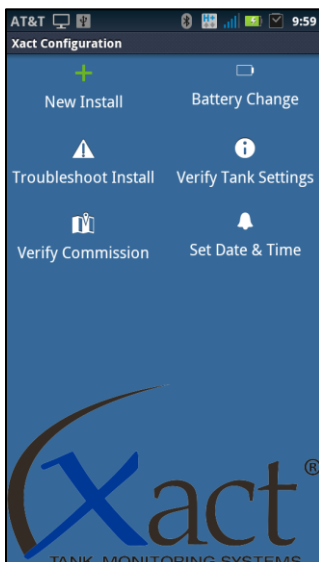 AT&T H+ 9:59
Xact Configuration
New Install Battery Change
Troubleshoot Install Verify Tank Settings
Verify Commission Set Date & Time
Xact®
TANK MONITORING SYSTEMS